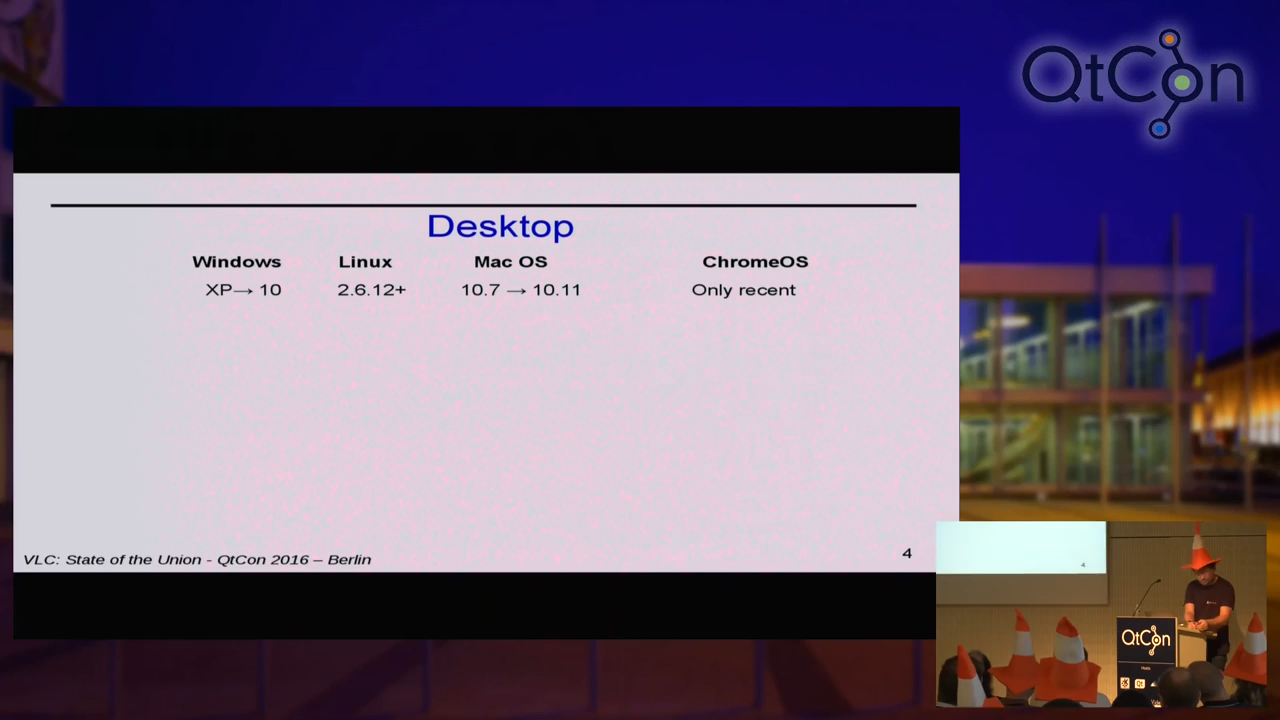 QtCon
Desktop
Windows Linux Mac OS ChromeOS
XP→ 10 2.6.12+ 10.7 → 10.11 Only recent
VLC: State of the Union - QtCon 2016 – Berlin
4
4
QtCon